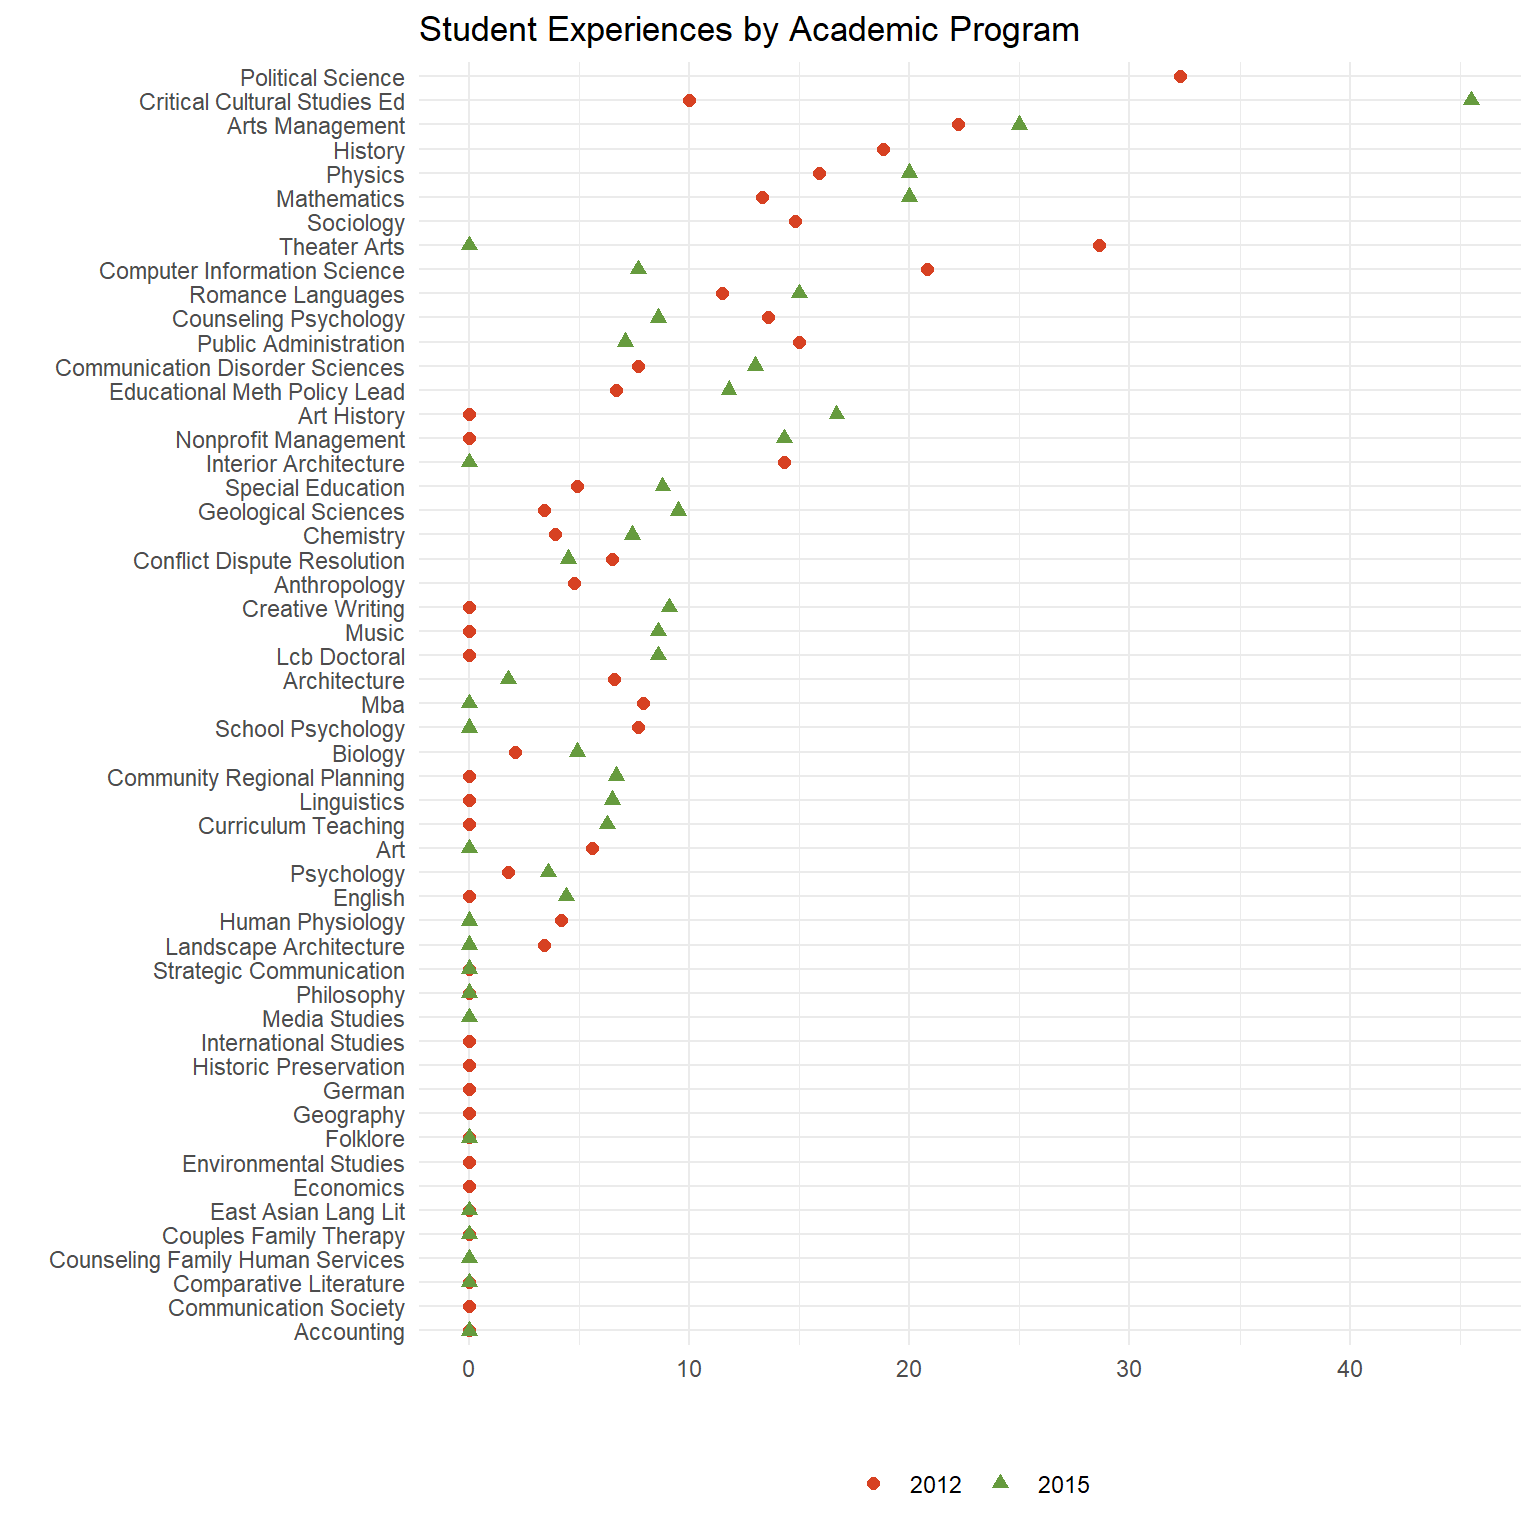 Student Experiences by Academic Program
Political Science
Critical Cultural Studies Ed
Arts Management
History
Physics
Mathematics
Sociology
Theater Arts
Computer Information Science
Romance Languages
Counseling Psychology
Public Administration
Communication Disorder Sciences
Educational Meth Policy Lead
Art History
Nonprofit Management
Interior Architecture
Special Education
Geological Sciences
Chemistry
Conflict Dispute Resolution
Anthropology
Creative Writing
Music
Lcb Doctoral
Architecture
Mba
School Psychology
Biology
Community Regional Planning
Linguistics
Curriculum Teaching
Art
Psychology
English
Human Physiology
Landscape Architecture
Strategic Communication
Philosophy
Media Studies
International Studies
Historic Preservation
German
Geography
Folklore
Environmental Studies
Economics
East Asian Lang Lit
Couples Family Therapy
Counseling Family Human Services
Comparative Literature
Communication Society
Accounting
0 10 20 30 40
2012 2015